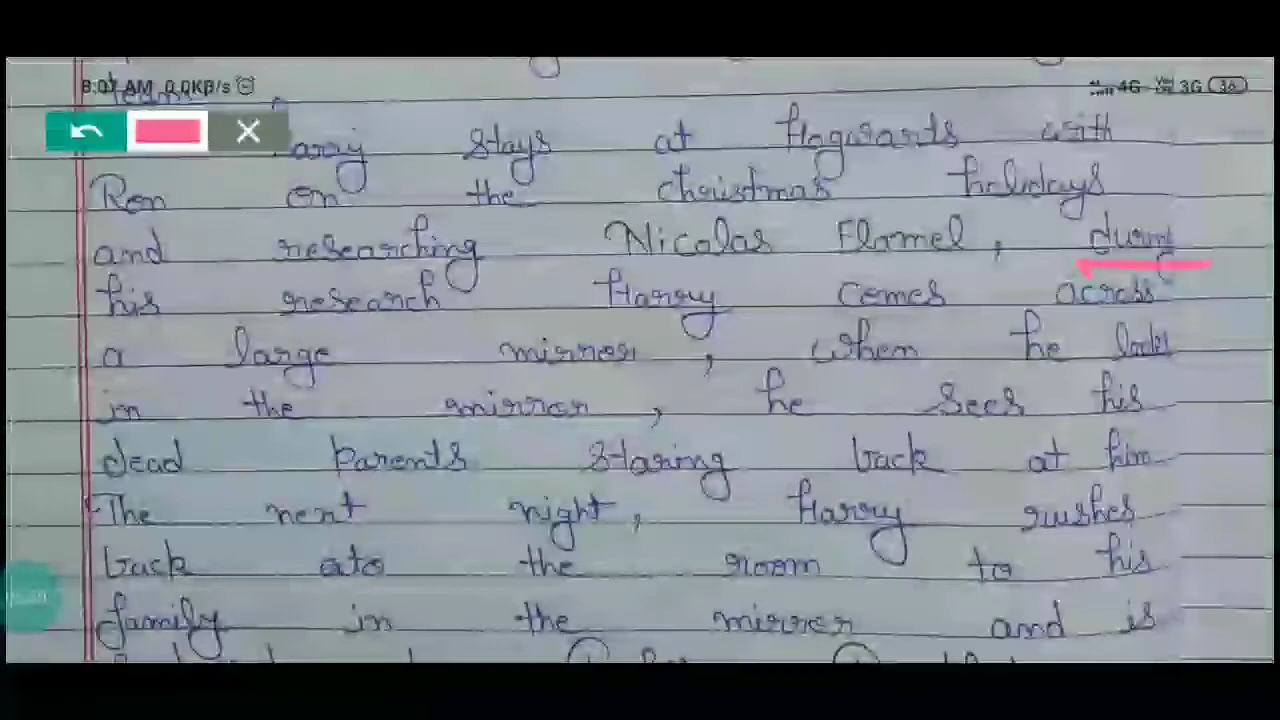 8:01 AM 0.0KB/s
4G 3G 36
team.
arry stays at Hogwarts with
Ron on the christmas holidays
and researching Nicolas Flamel, during
his research Harry comes across
a large mirror, when he looks
in the mirror, he sees his
dead parents staring back at him
The next night, Harry rushes
back ato the room to his
family in the mirror and is